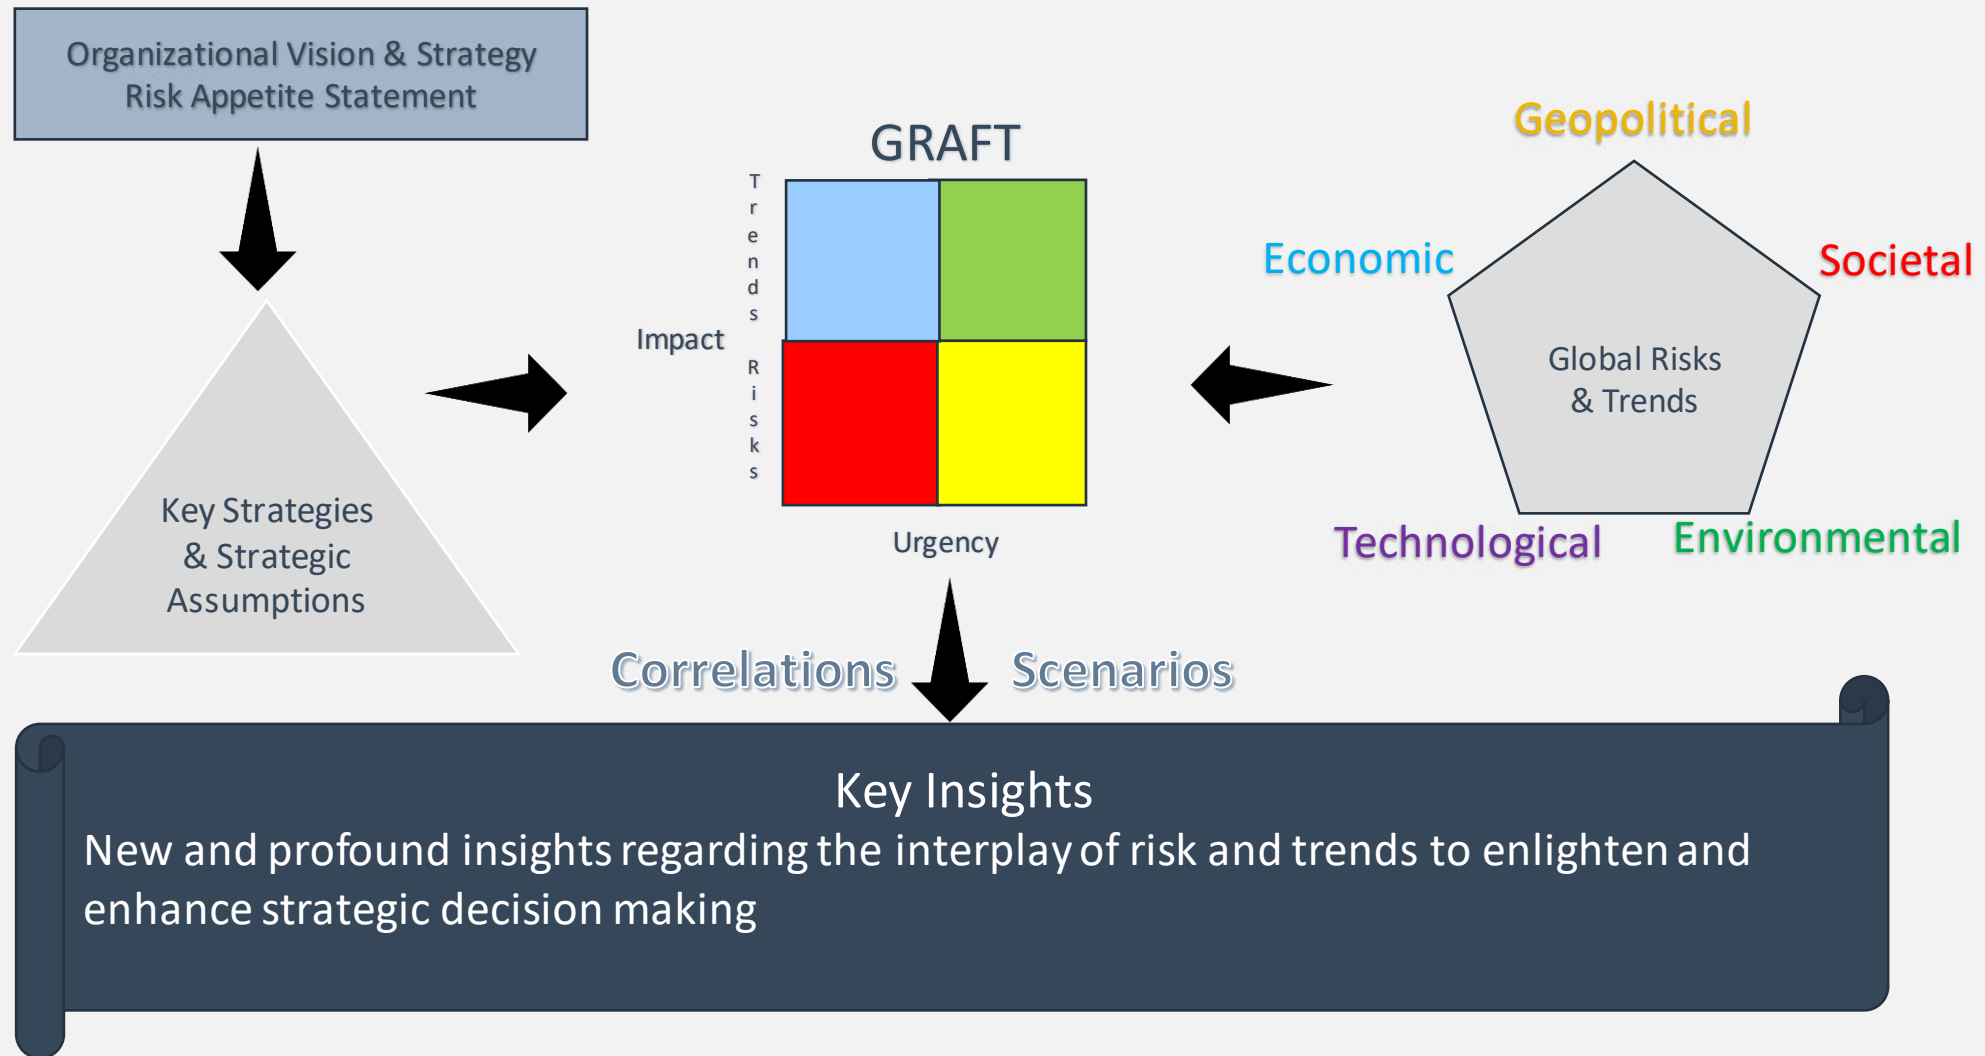 Organizational Vision & Strategy
Risk Appetite Statement
GRAFT
Trends
Risks
Impact
Urgency
Key Strategies
& Strategic
Assumptions
Geopolitical
Economic
Societal
Global Risks
& Trends
Technological
Environmental
Correlations
Scenarios
Key Insights
New and profound insights regarding the interplay of risk and trends to enlighten and
enhance strategic decision making